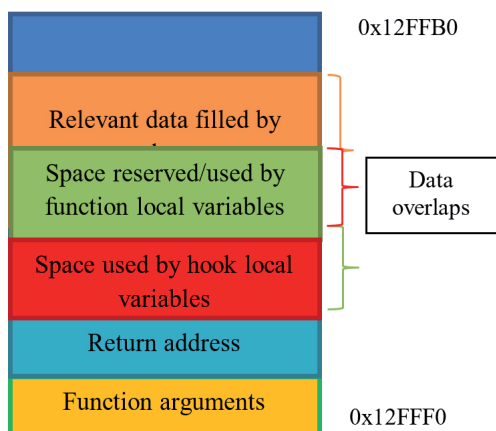 0x12FFB0
Relevant data filled by
Space reserved/used by
function local variables
Data
overlaps
Space used by hook local
variables
Return address
Function arguments
0x12FFF0